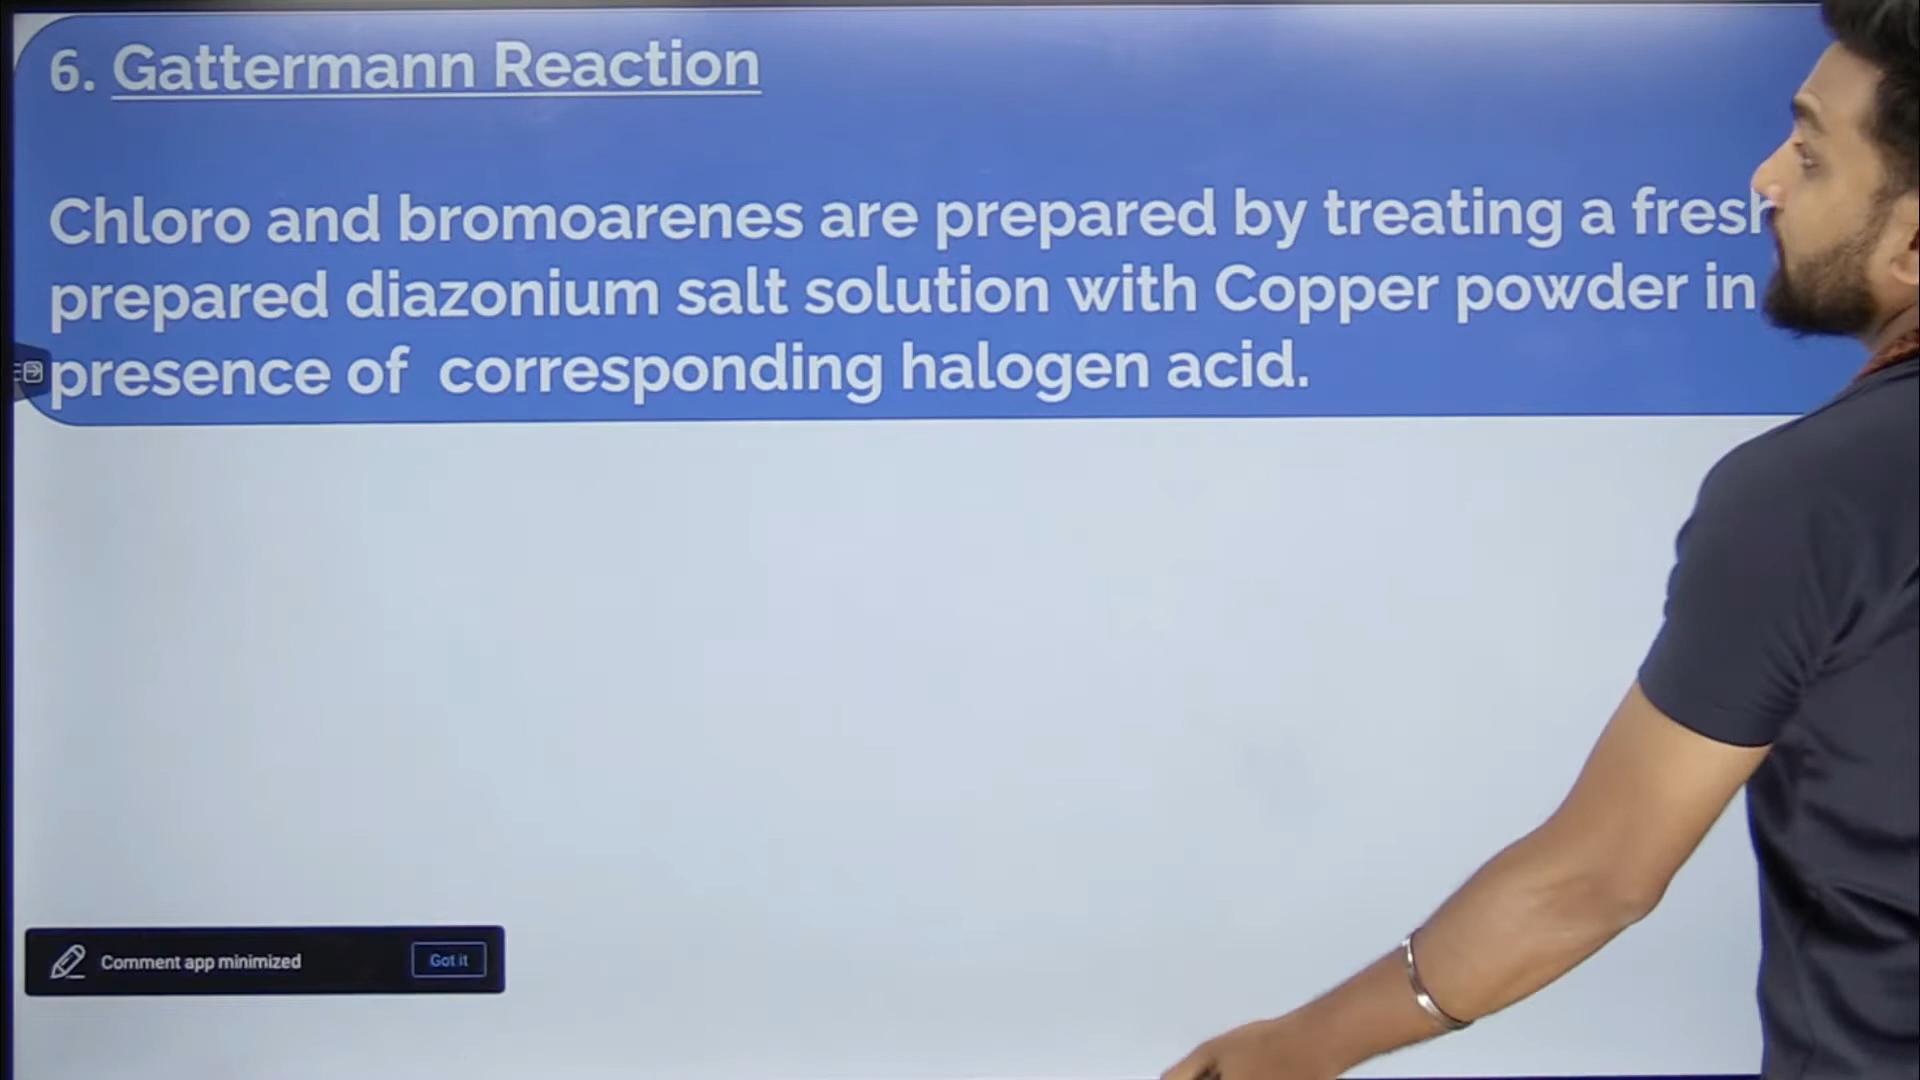 6. Gattermann Reaction
Chloro and bromoarenes are prepared by treating a
prepared diazonium salt solution with Copper powder in
presence of corresponding halogen acid.
Comment app minimized
Got it